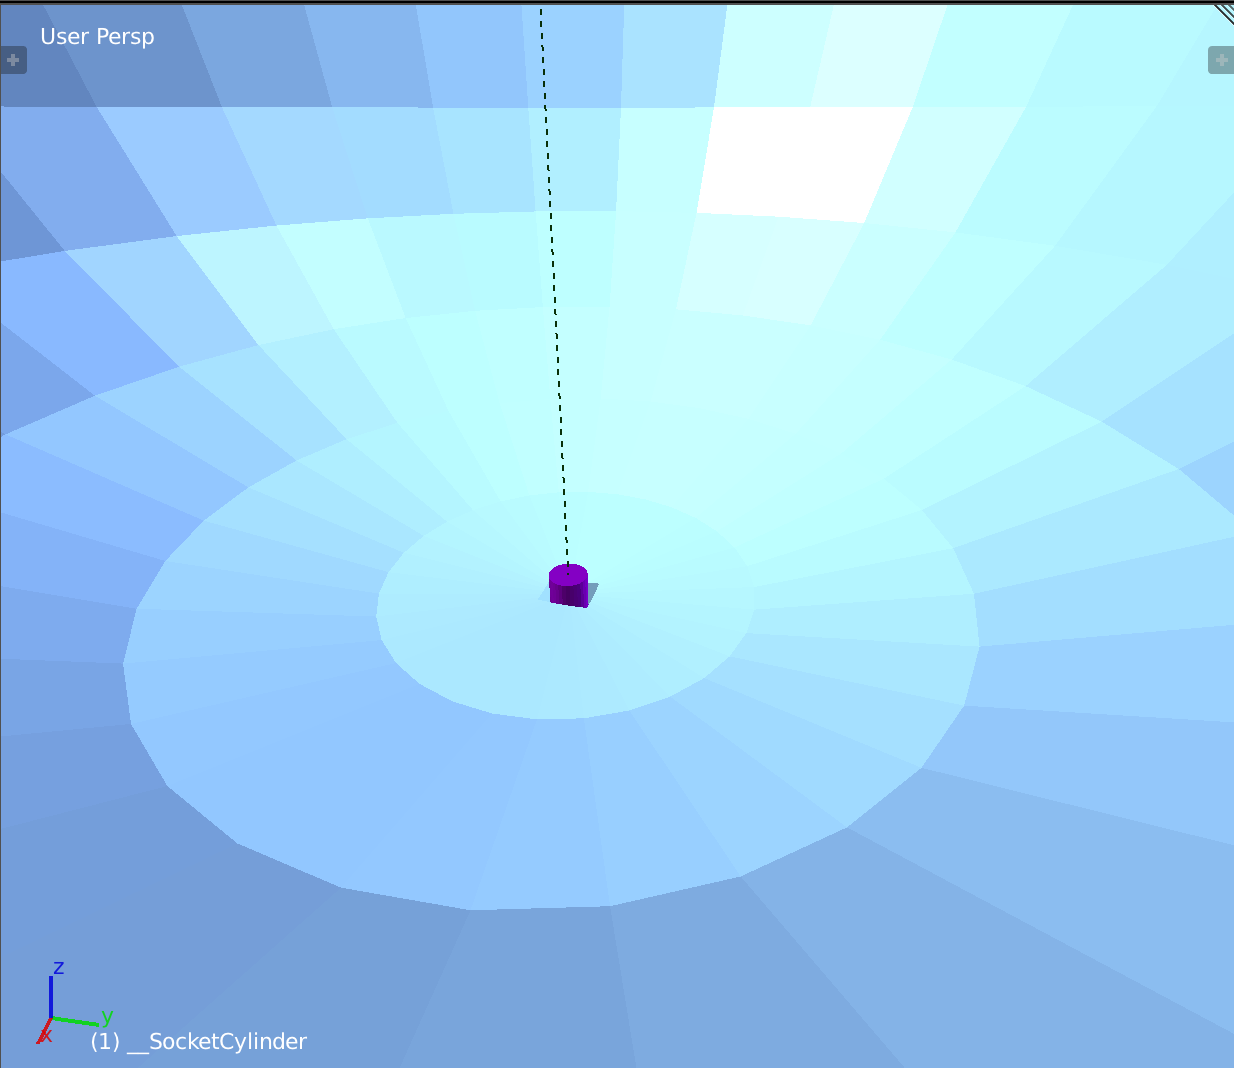 User Persp
z
y
x
(1) __SocketCylinder